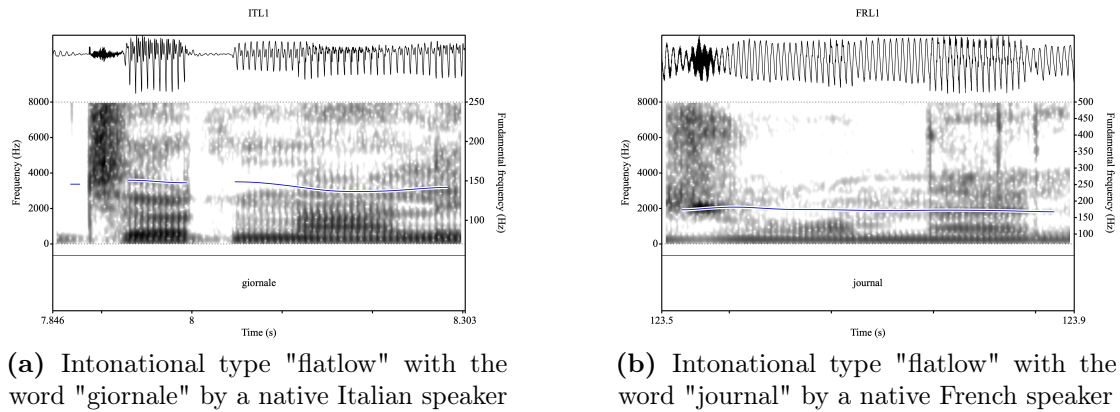 ITL1
8000
6000
4000
2000
0
Frequency (Hz)
250
200
150
100
Fundamental frequency (Hz)
giornale
7.846
8
8.303
Time (s)
(a) Intonational type "flatlow" with the
word "giornale" by a native Italian speaker
FRL1
8000
6000
4000
2000
0
Frequency (Hz)
500
450
400
350
300
250
200
150
100
Fundamental frequency (Hz)
journal
123.5
123.9
Time (s)
(b) Intonational type "flatlow" with the
word "journal" by a native French speaker